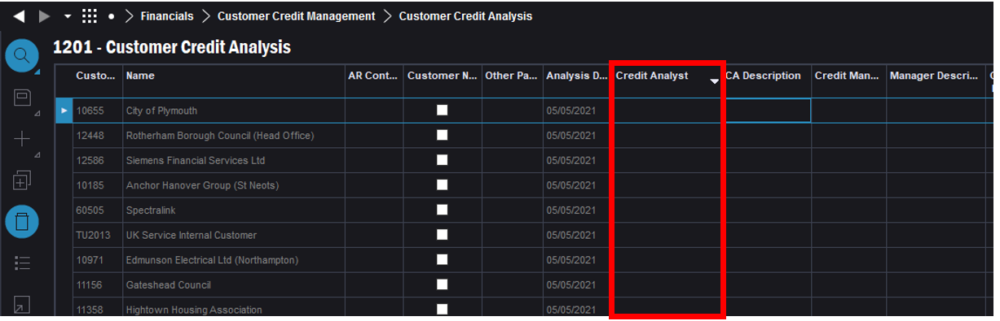 Financials Customer Credit Management Customer Credit Analysis
1201 - Customer Credit Analysis
Custo... Name AR Cont... Customer N... Other Pa... Analysis D... Credit Analyst CA Description Credit Man... Manager Descri...
10655 City of Plymouth 05/05/2021
12448 Rotherham Borough Council (Head Office) 05/05/2021
12586 Siemens Financial Services Ltd 05/05/2021
10185 Anchor Hanover Group (St Neots) 05/05/2021
60505 Spectralink 05/05/2021
TU2013 UK Service Internal Customer 05/05/2021
10971 Edmunson Electrical Ltd (Northampton) 05/05/2021
11156 Gateshead Council 05/05/2021
11358 Hightown Housing Association 05/05/2021